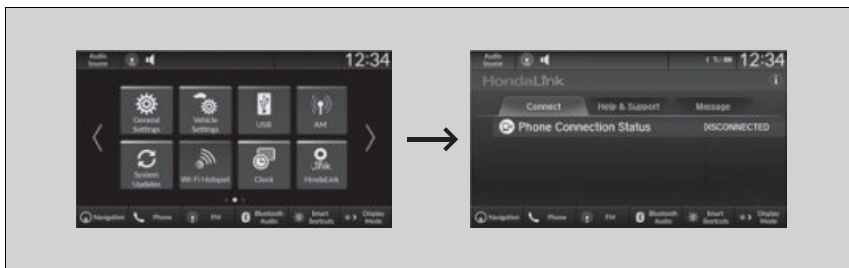 Audio
Source
12:34
General
Settings
Vehicle
Settings
USB
AM
System
Updates
Wi-Fi Hotspot
Clock
Link
HondaLink
Navigation
Phone
FM
Bluetooth
Audio
Smart
Shortcuts
Display
Mode
Audio
Source
12:34
HondaLink
Connect
Help & Support
Message
Phone Connection Status
DISCONNECTED
Navigation
Phone
FM
Bluetooth
Audio
Smart
Shortcuts
Display
Mode